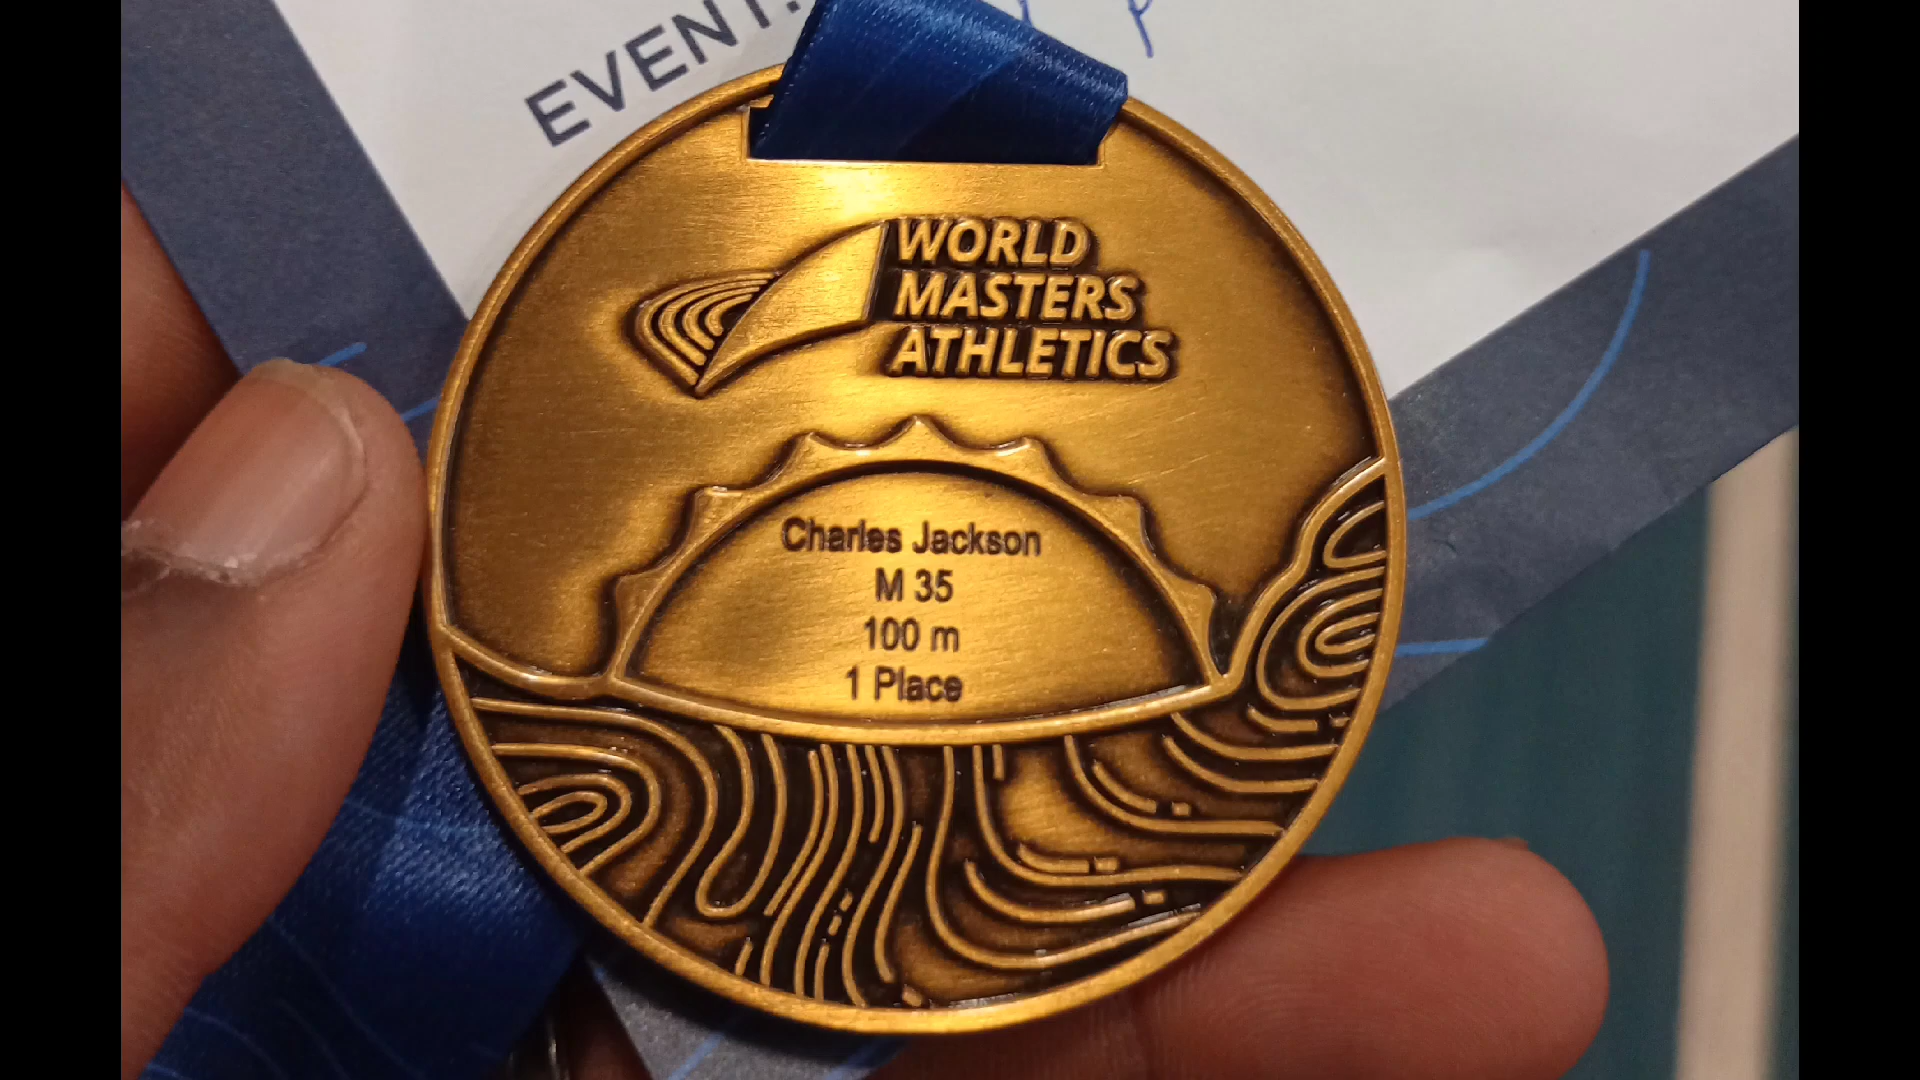 EVENT:
WORLD
MASTERS
ATHLETICS
Charles Jackson
M 35
100 m
1 Place